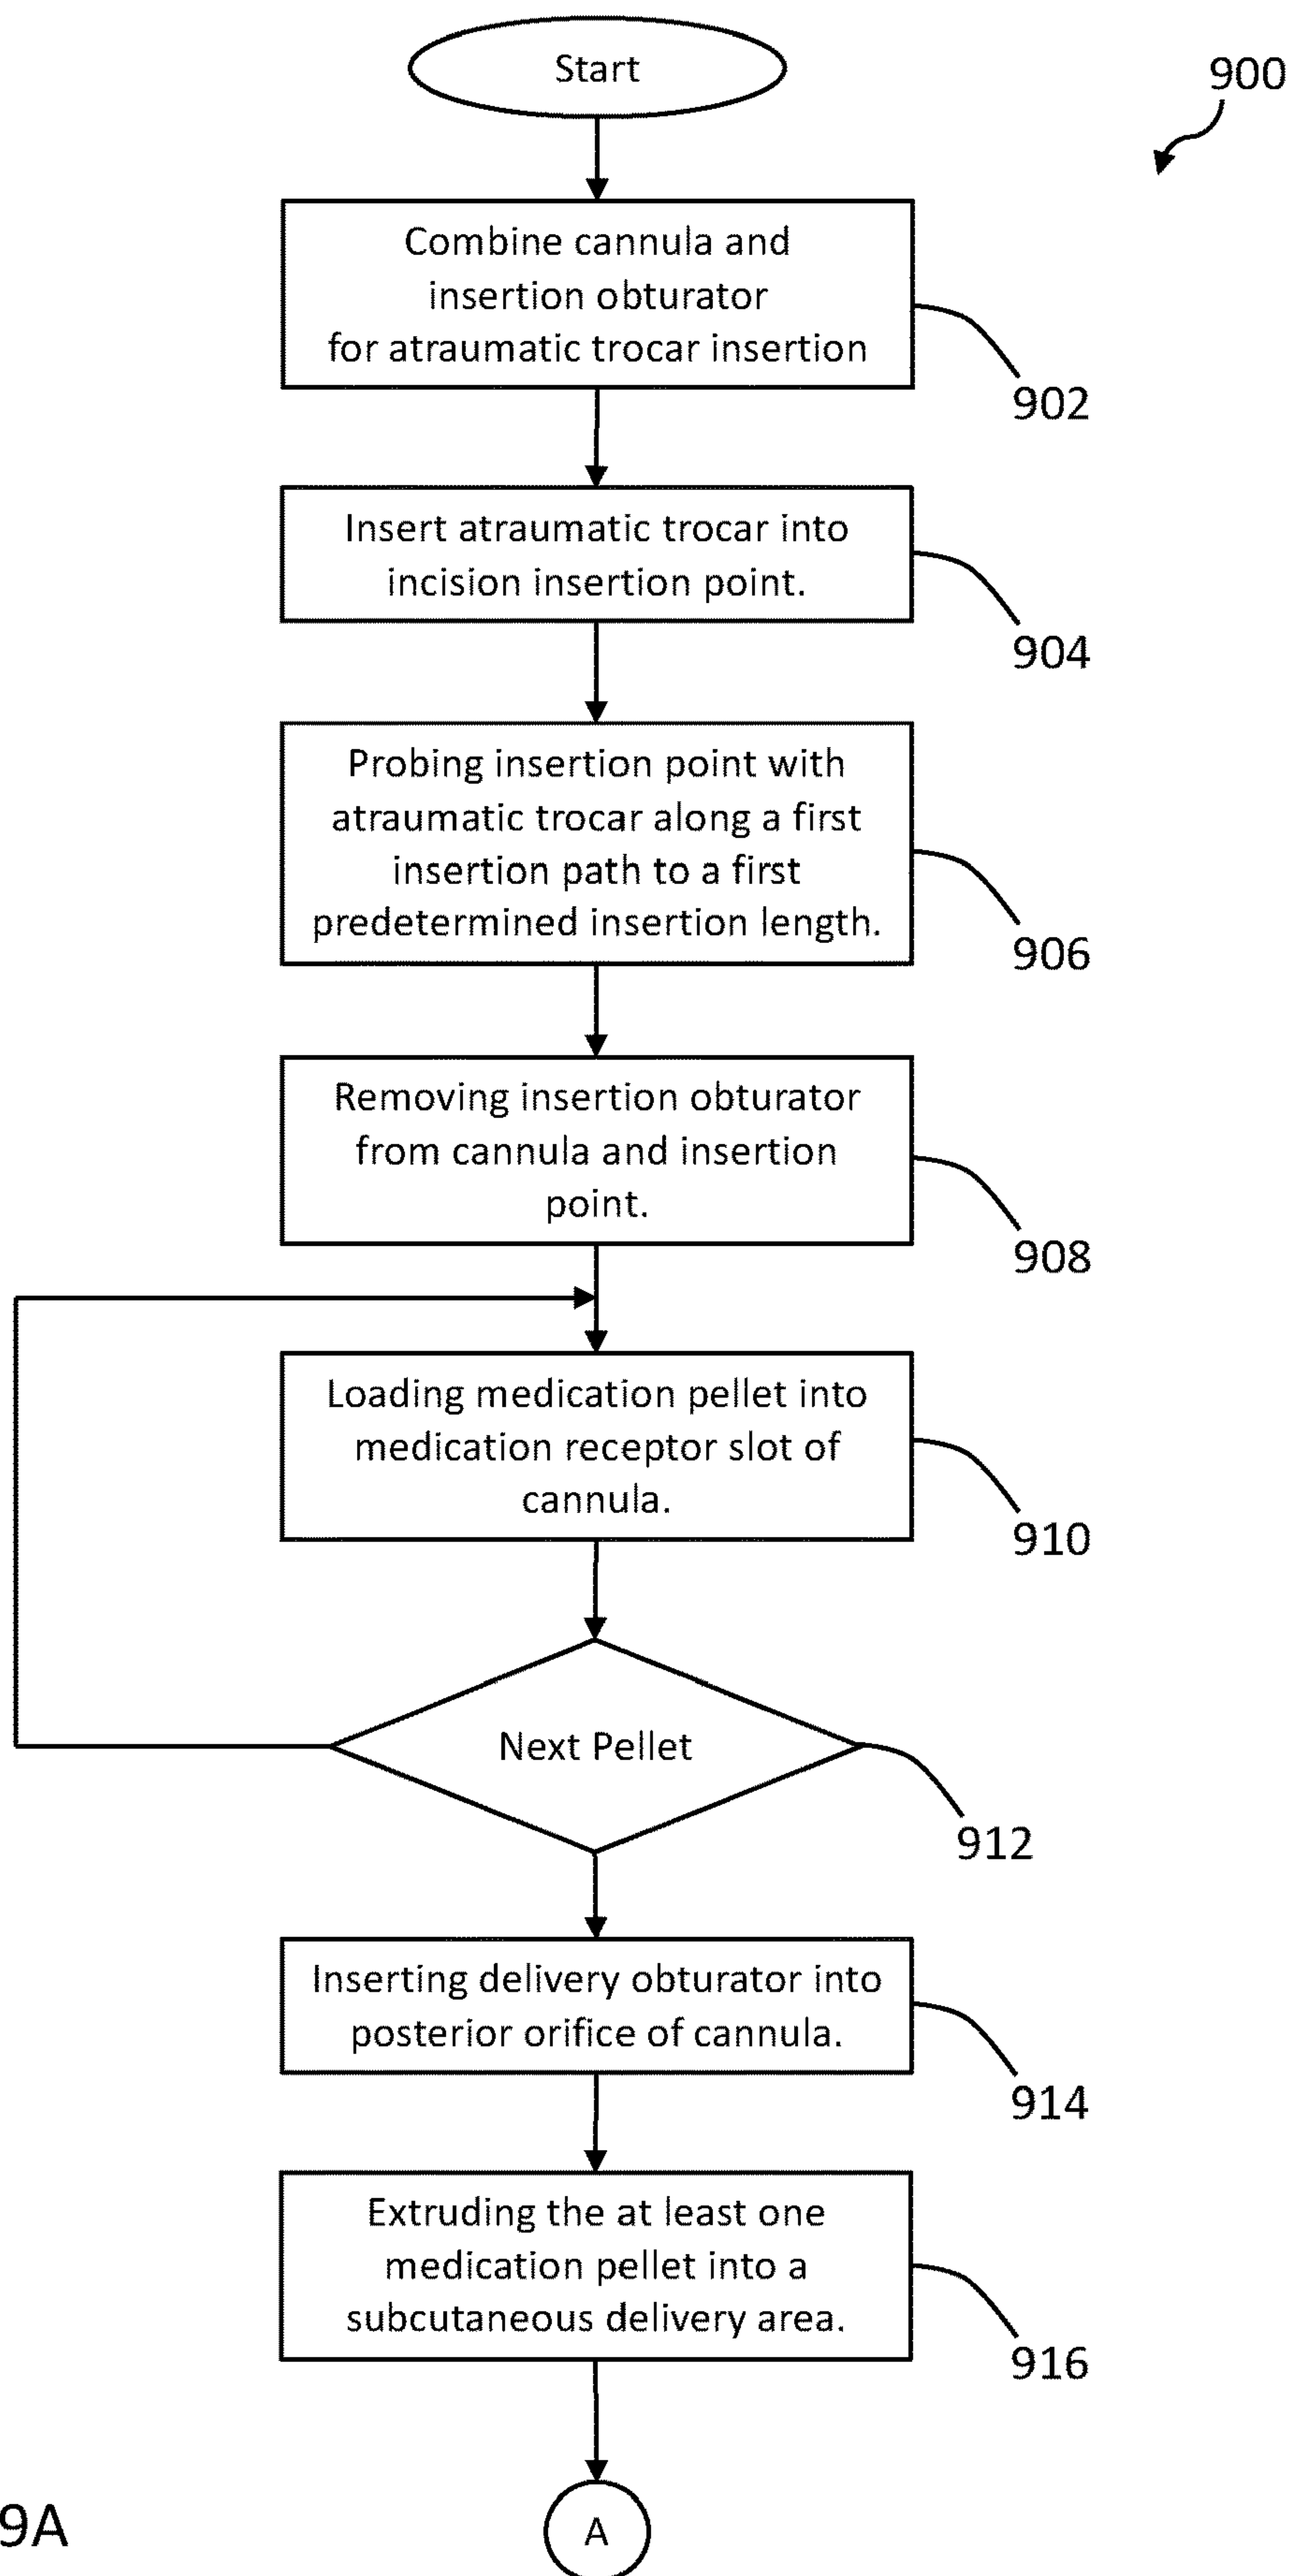 Start
900
Combine cannula and
insertion obturator
for atraumatic trocar insertion
902
Insert atraumatic trocar into
incision insertion point.
904
Probing insertion point with
atraumatic trocar along a first
insertion path to a first
predetermined insertion length.
906
Removing insertion obturator
from cannula and insertion
point.
908
Loading medication pellet into
medication receptor slot of
cannula.
910
Next Pellet
912
Inserting delivery obturator into
posterior orifice of cannula.
914
Extruding the at least one
medication pellet into a
subcutaneous delivery area.
916
9A
A